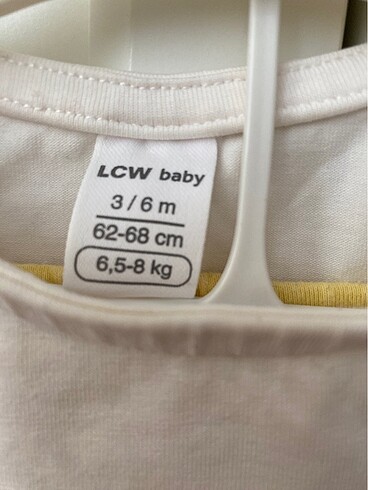 LCW baby
3 / 6 m
62-68 cm
6,5-8 kg